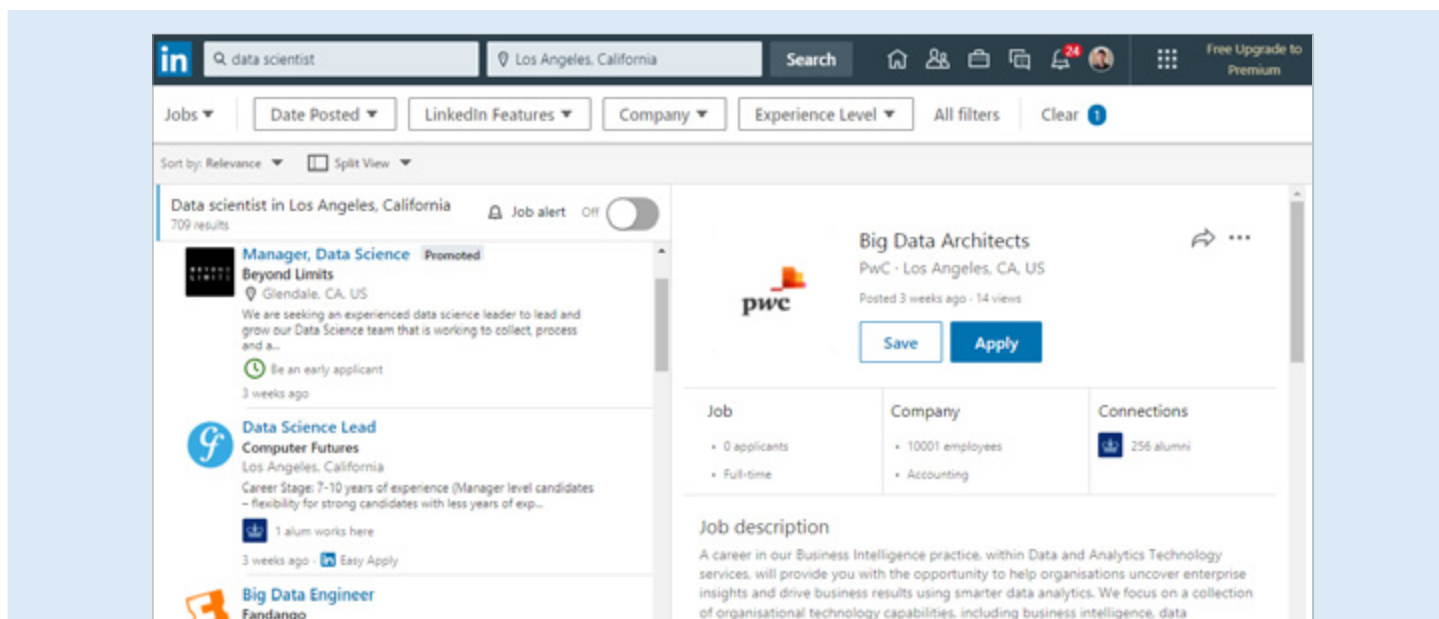 in data scientist Los Angeles, California Search 24 Free Upgrade to
Premium
Jobs Date Posted LinkedIn Features Company Experience Level All filters Clear 1
Sort by: Relevance Split View
Data scientist in Los Angeles, California
709 results
Job alert Off
Manager, Data Science Promoted
BEYOND
LIMITS
Beyond Limits
Glendale, CA, US
We are seeking an experienced data science leader to lead and
grow our Data Science team that is working to collect, process
and a...
Be an early applicant
3 weeks ago
Data Science Lead
Computer Futures
Los Angeles, California
Career Stage: 7-10 years of experience (Manager level candidates
– flexibility for strong candidates with less years of exp...
1 alum works here
3 weeks ago · in Easy Apply
Big Data Engineer
Fandango
pwc
Big Data Architects
PwC · Los Angeles, CA, US
Posted 3 weeks ago · 14 views
Save Apply
Job
• 0 applicants
• Full-time
Company
• 10001 employees
• Accounting
Connections
256 alumni
Job description
A career in our Business Intelligence practice, within Data and Analytics Technology
services, will provide you with the opportunity to help organisations uncover enterprise
insights and drive business results using smarter data analytics. We focus on a collection
of organisational technology capabilities, including business intelligence, data